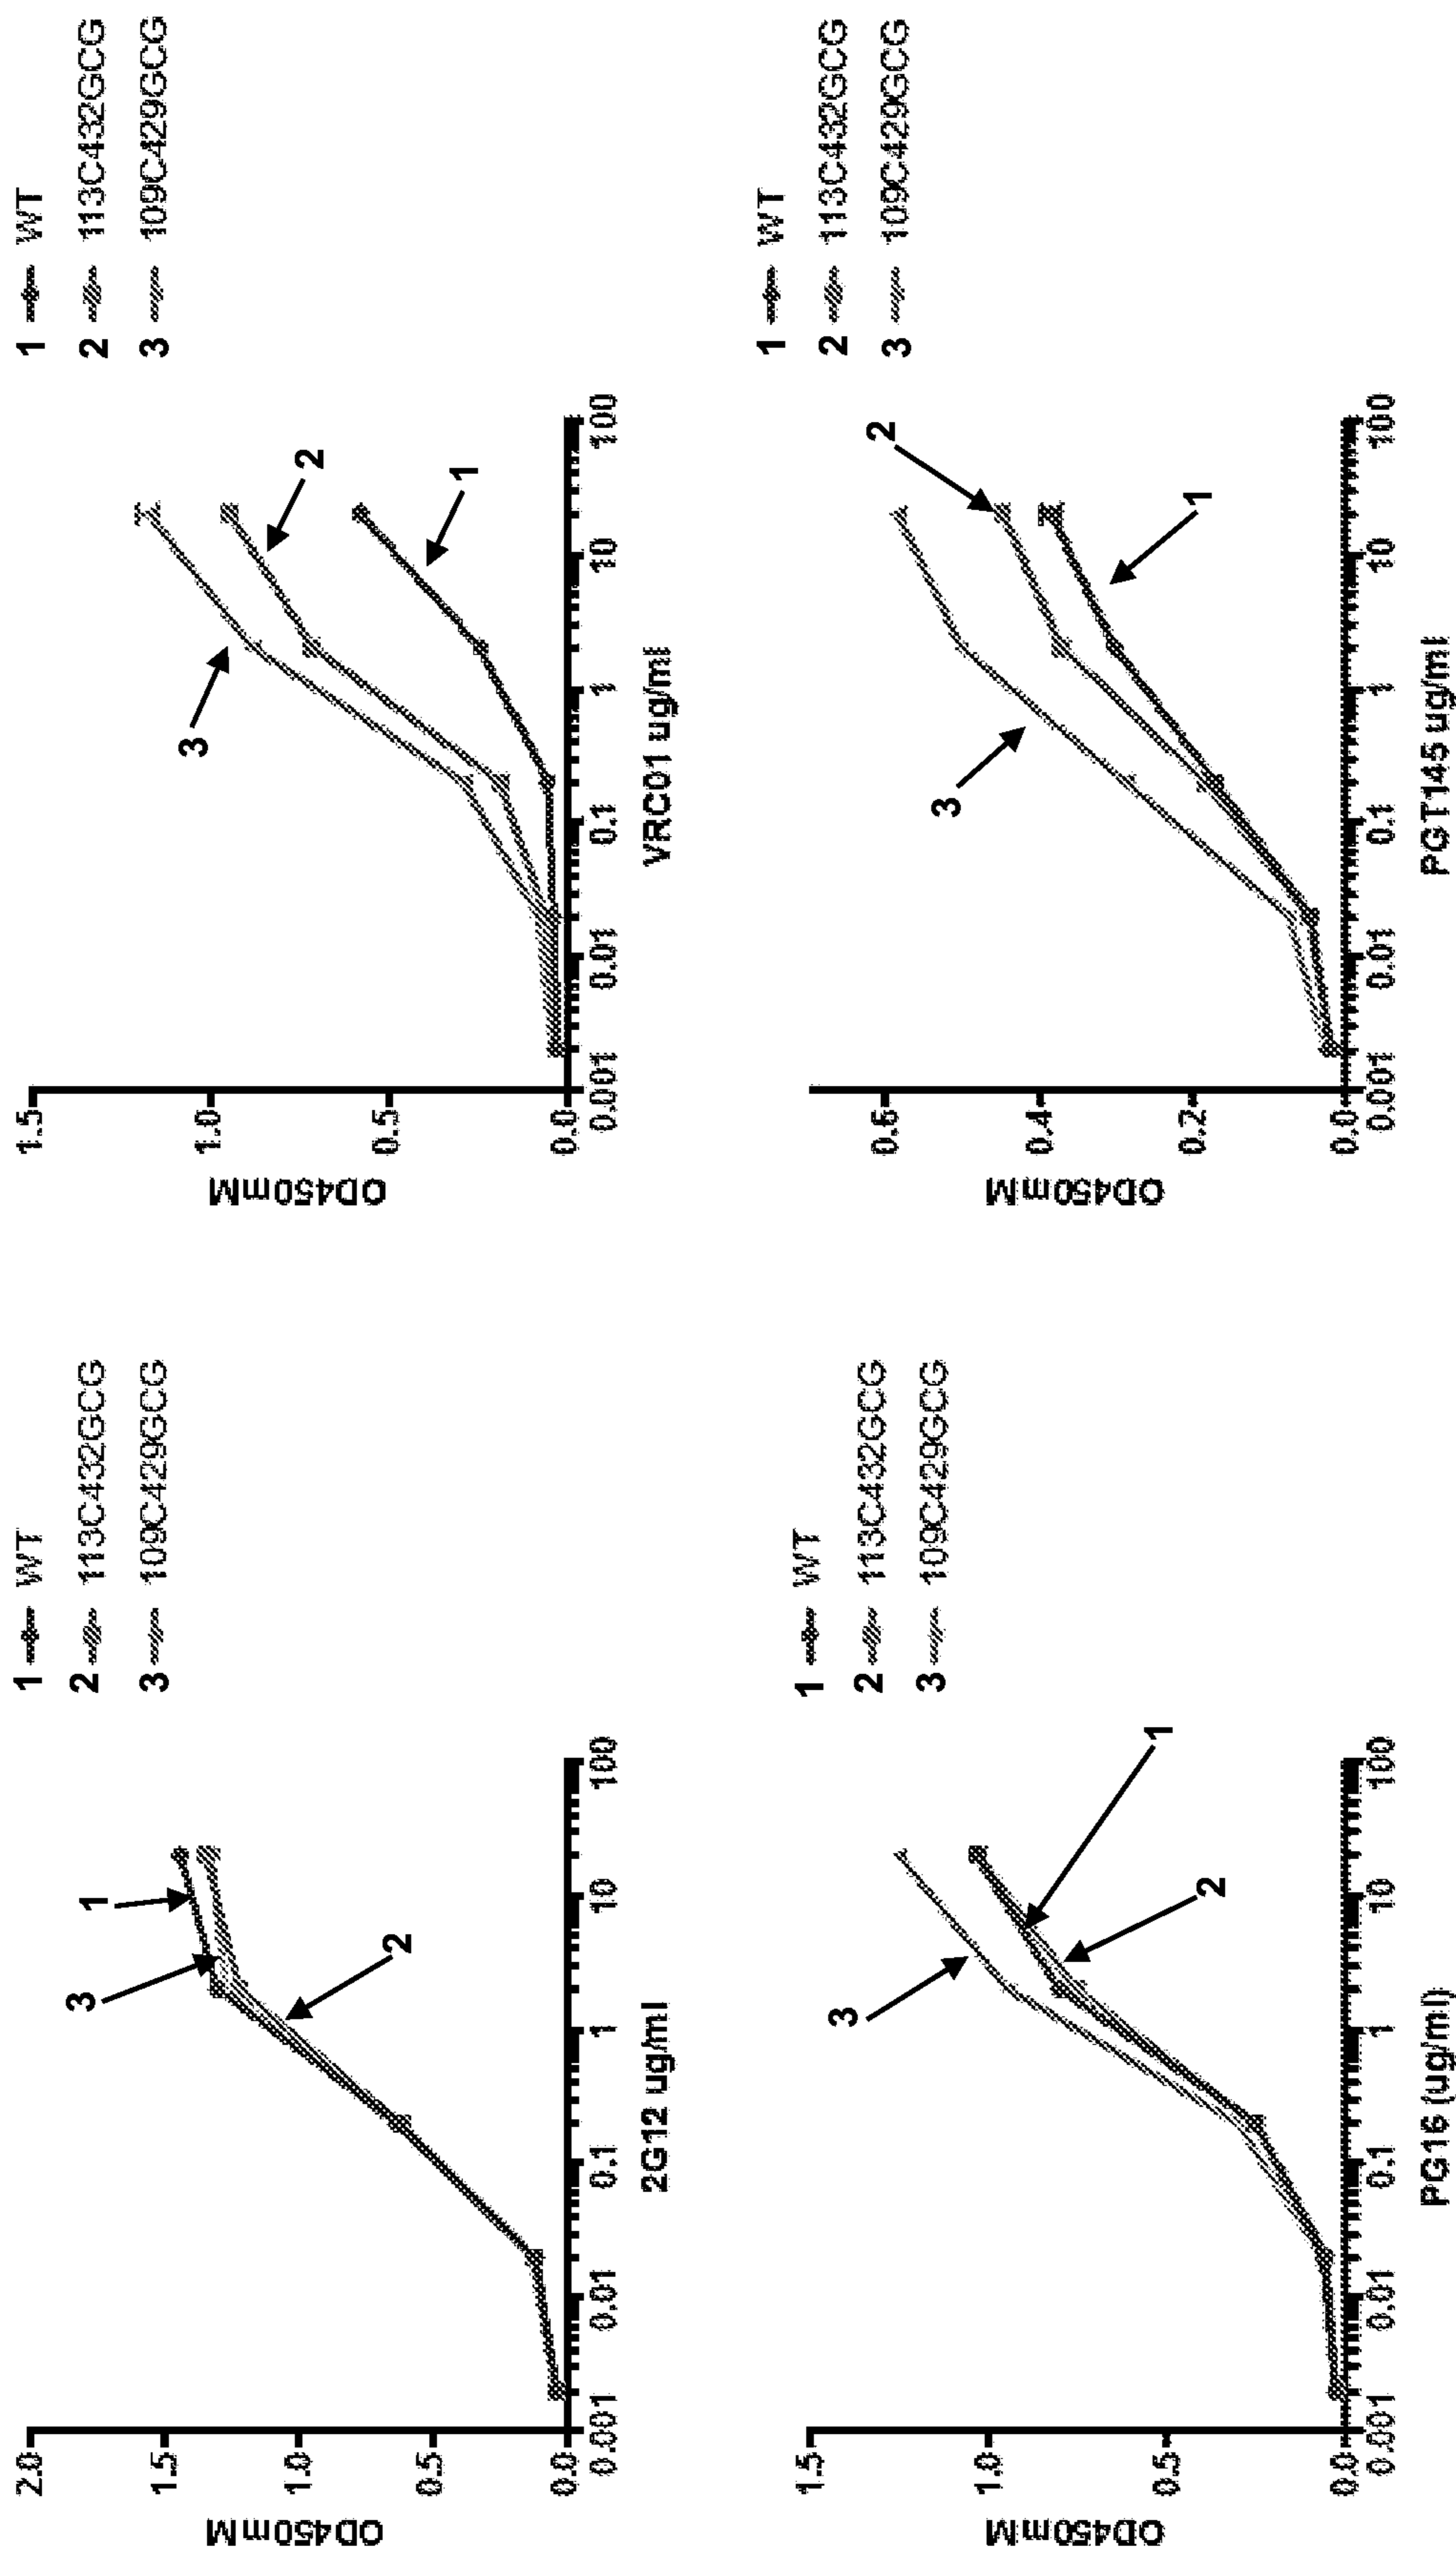 1 WT
2 113C432GCG
3 109C429GCG
OD450mM
2.0
1.5
1.0
0.5
0.0
0.001 0.01 0.1 1 10 100
2G12 ug/ml
1
3
2
1 WT
2 113C432GCG
3 109C429GCG
OD450mM
1.5
1.0
0.5
0.0
0.001 0.01 0.1 1 10 100
VRC01 ug/ml
3
2
1
1 WT
2 113C432GCG
3 109C429GCG
OD450mM
1.5
1.0
0.5
0.0
0.001 0.01 0.1 1 10 100
PG16 (ug/ml)
3
1
2
1 WT
2 113C432GCG
3 109C429GCG
OD450mM
0.6
0.4
0.2
0.0
0.001 0.01 0.1 1 10 100
PGT145 ug/ml
2
3
1